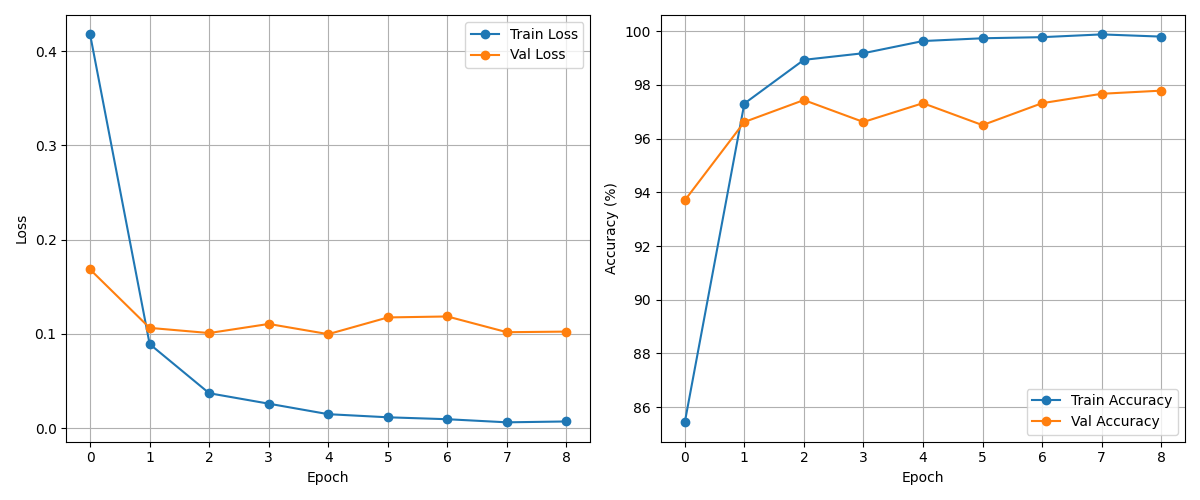 Train Loss
Val Loss
0.4
0.3
0.2
0.1
0.0
Loss
0 1 2 3 4 5 6 7 8
Epoch
100
98
96
94
92
90
88
86
Accuracy (%)
Train Accuracy
Val Accuracy
0 1 2 3 4 5 6 7 8
Epoch